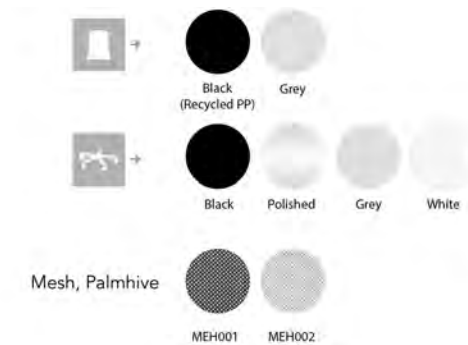 Black
(Recycled PP)
Grey
Black
Polished
Grey
White
Mesh, Palmhive
MEH001
MEH002